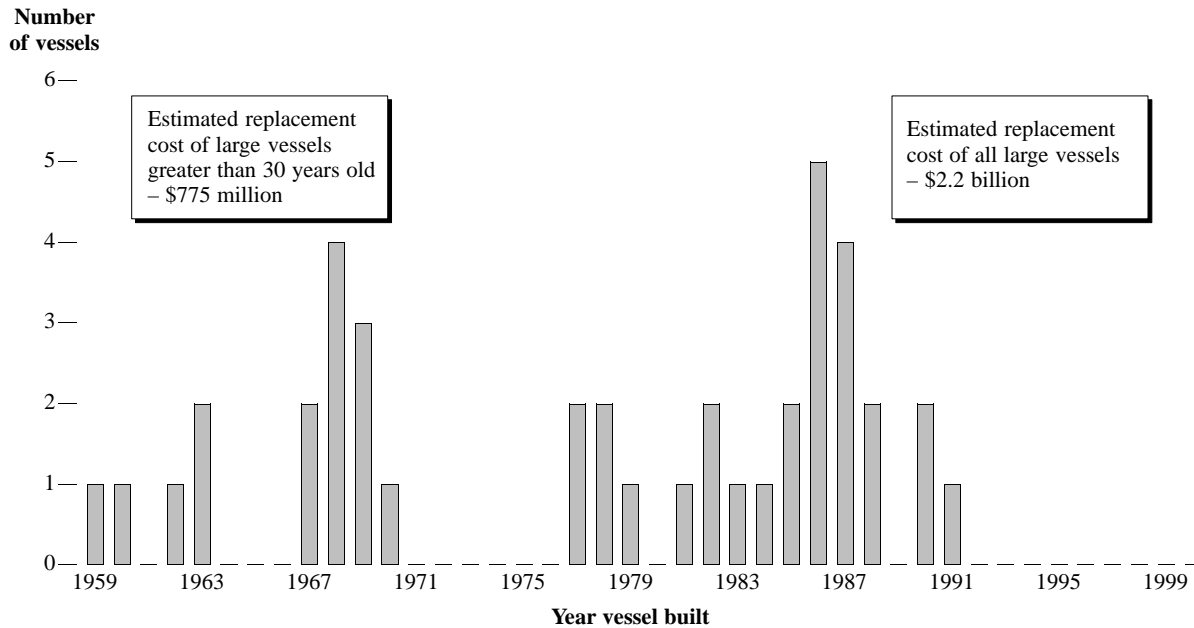 Number
of vessels
6
Estimated replacement
cost of large vessels
greater than 30 years old
– $775 million
Estimated replacement
cost of all large vessels
– $2.2 billion
5
4
3
2
1
0
1959 1963 1967 1971 1975 1979 1983 1987 1991 1995 1999
Year vessel built